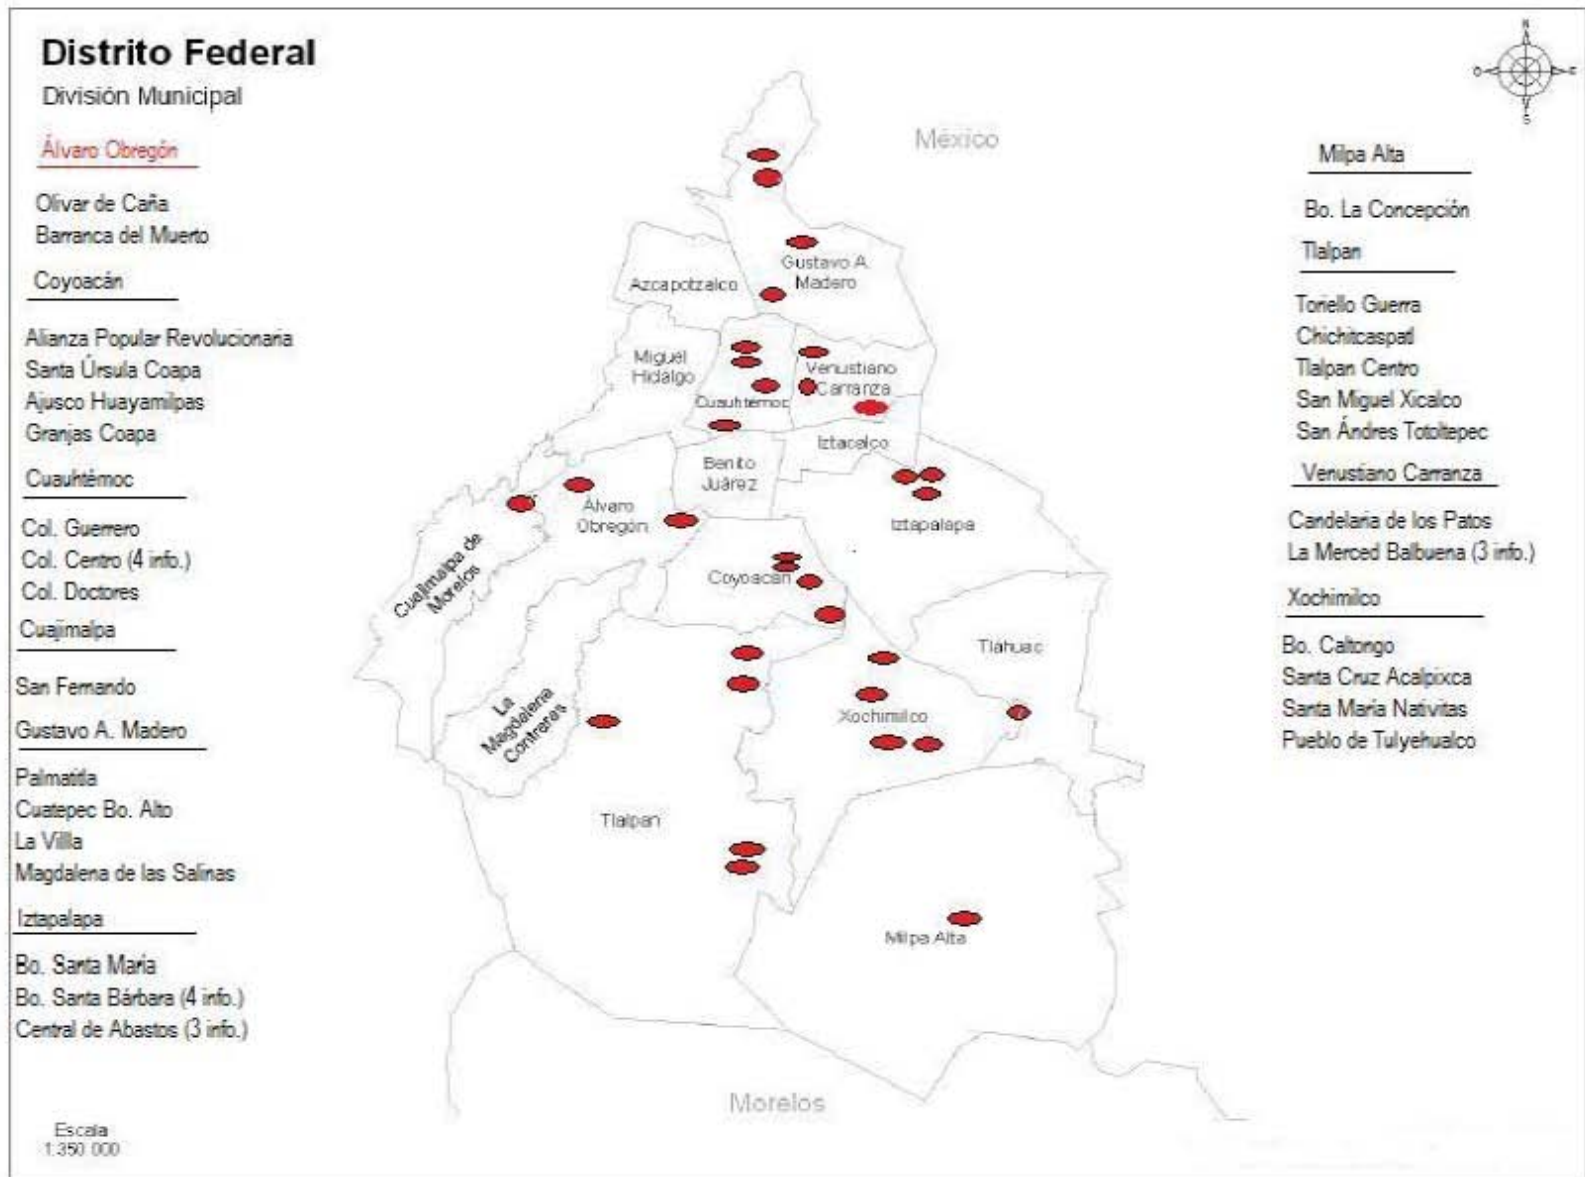 Distrito Federal
División Municipal
Álvaro Obregón
Olivar de Caña
Barranca del Muerto
Coyoacán
Alianza Popular Revolucionaria
Santa Úrsula Coapa
Ajusco Huayamilpas
Granjas Coapa
Cuauhtémoc
Col. Guerrero
Col. Centro (4 info.)
Col. Doctores
Cuajimalpa
San Fernando
Gustavo A. Madero
Palmatitla
Cuatepec Bo. Alto
La Villla
Magdalena de las Salinas
Iztapalapa
Bo. Santa María
Bo. Santa Bárbara (4 info.)
Central de Abastos (3 info.)
Escala
1:350 000
México
Gustavo A.
Madero
Azcapotzalco
Miguel
Hidalgo
Venustiano
Carranza
Cuauhtémoc
Iztacalco
Benito
Juárez
Álvaro
Obregón
Iztapalapa
Cuajimalpa de
Morelos
Coyoacán
Tláhuac
La
Magdalena
Contreras
Xochimilco
Tlalpan
Milpa Alta
Morelos
N
O
E
S
Milpa Alta
Bo. La Concepción
Tlalpan
Toriello Guerra
Chichitcaspatl
Tlalpan Centro
San Miguel Xicalco
San Ándres Totoltepec
Venustiano Carranza
Candelaria de los Patos
La Merced Balbuena (3 info.)
Xochimilco
Bo. Caltongo
Santa Cruz Acalpixca
Santa María Nativitas
Pueblo de Tulyehualco